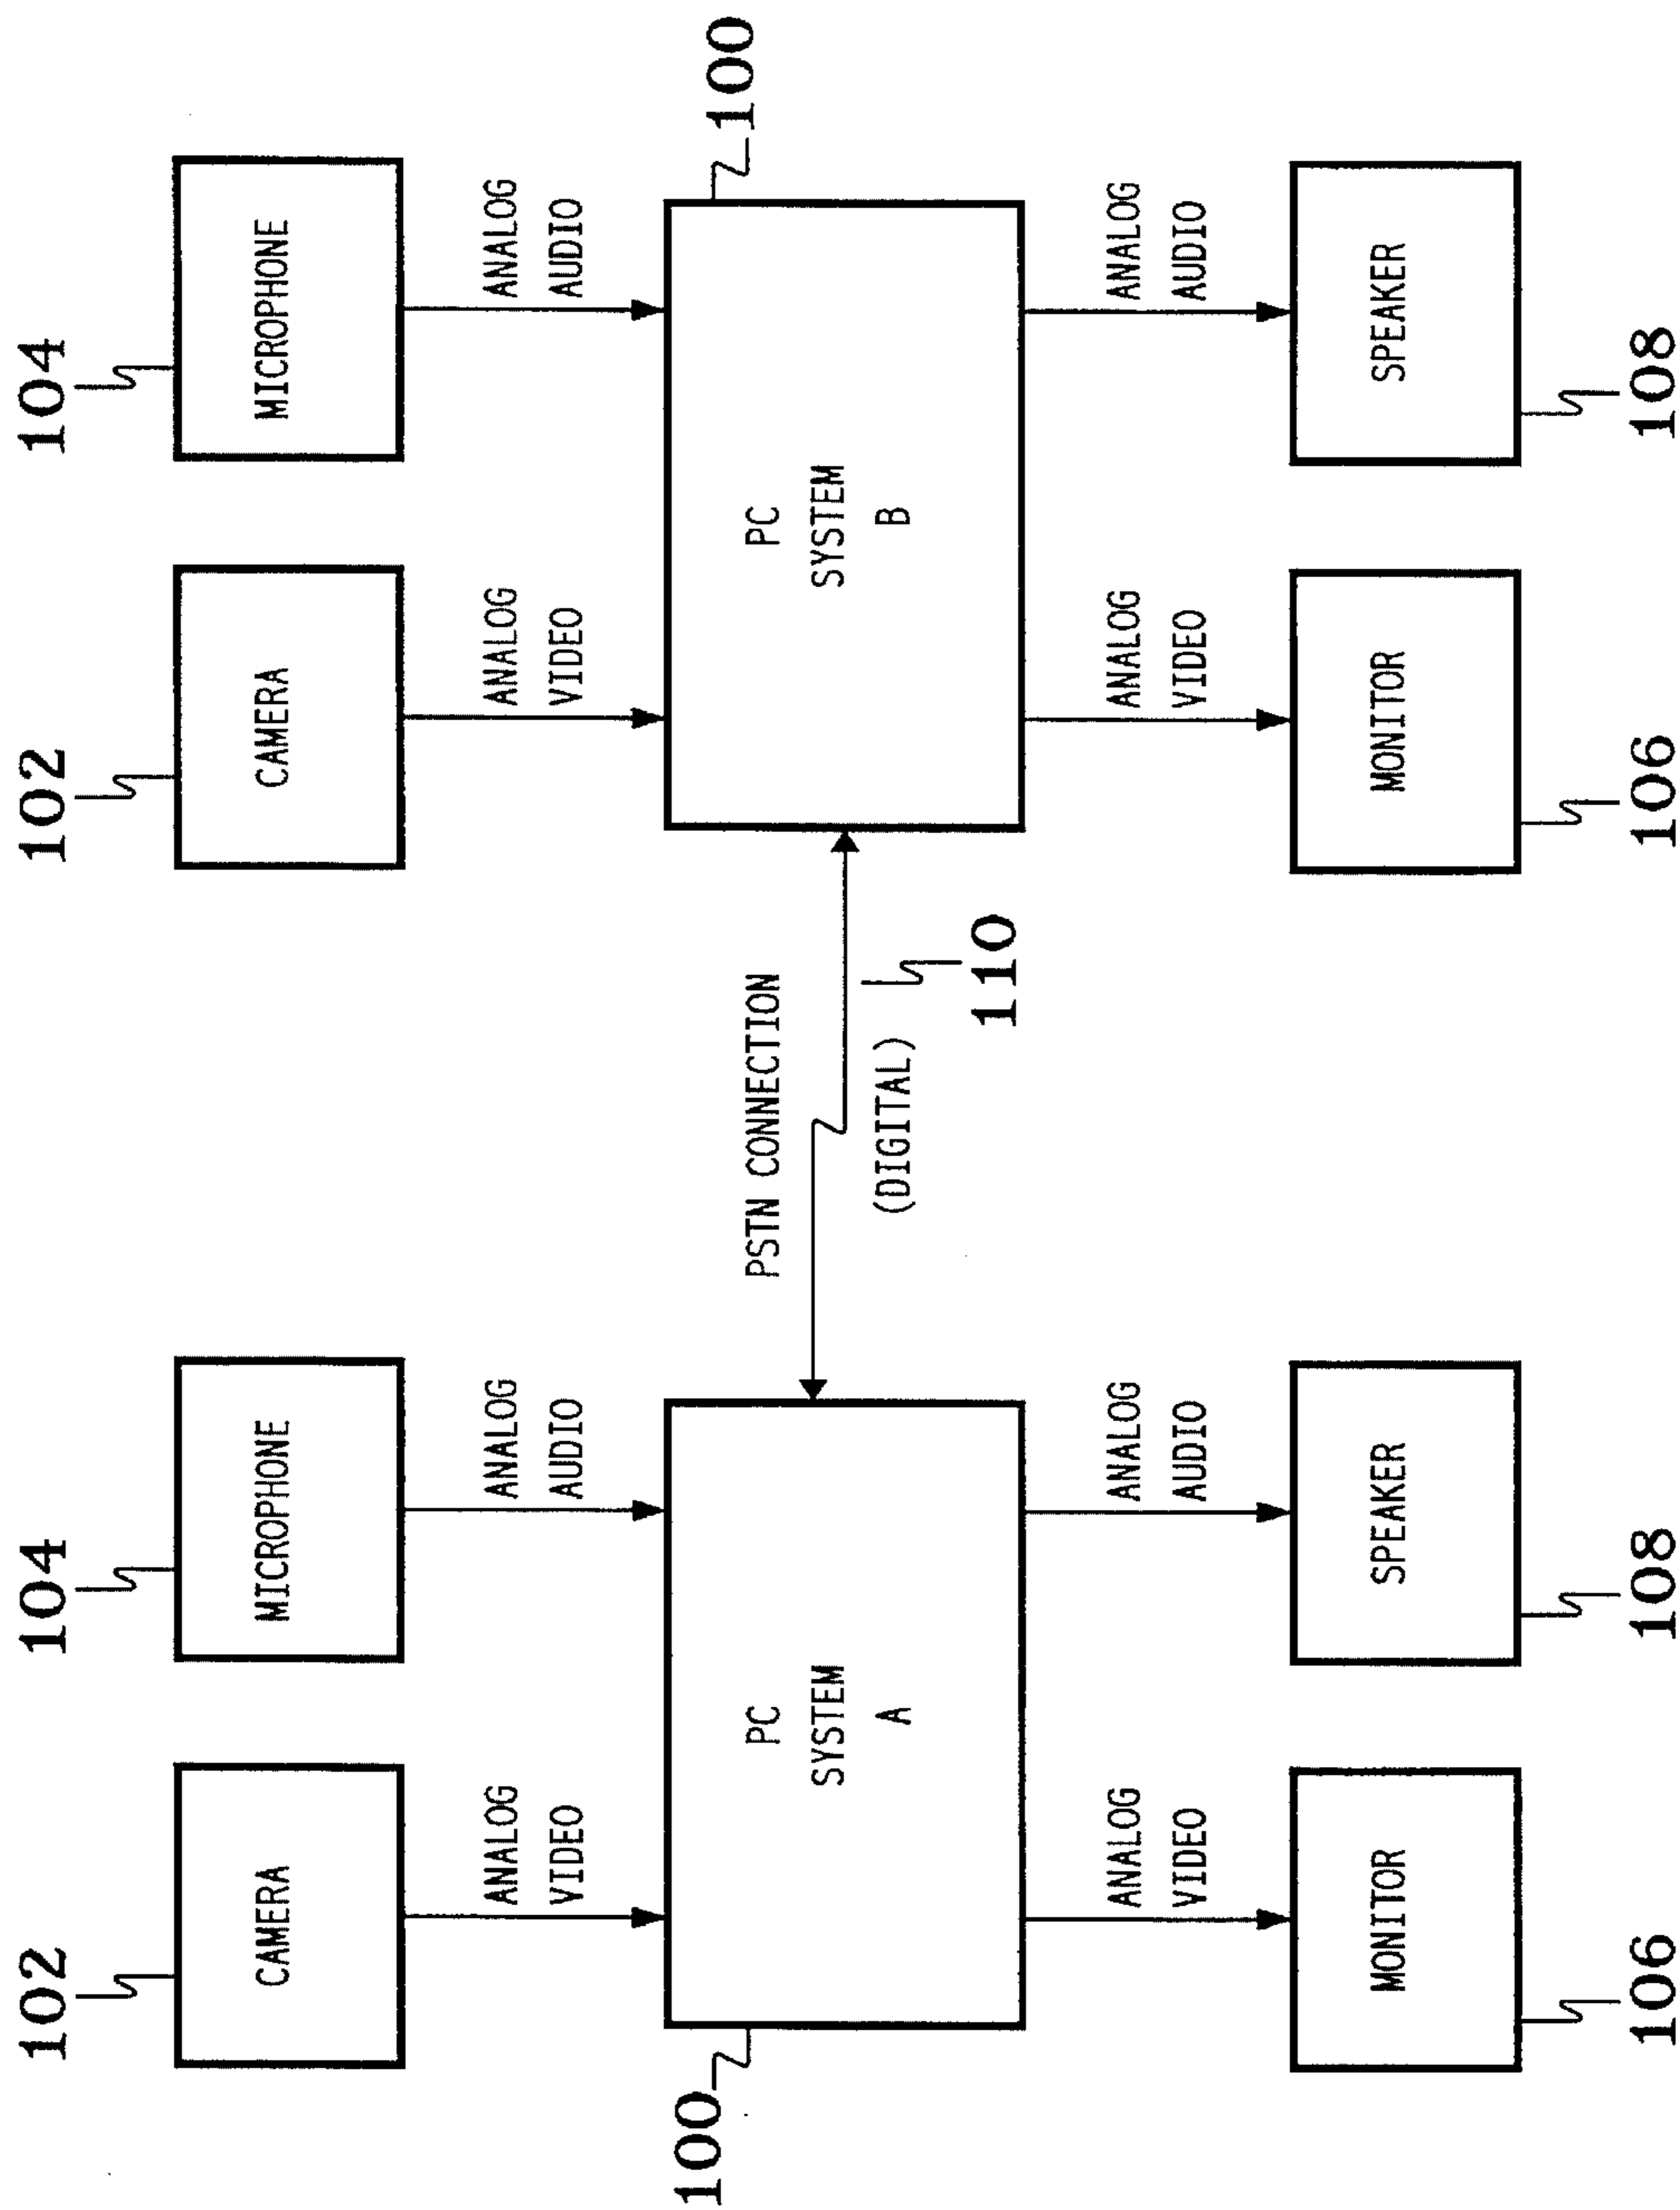 102
104
102
104
CAMERA
MICROPHONE
CAMERA
MICROPHONE
ANALOG
VIDEO
ANALOG
AUDIO
ANALOG
VIDEO
ANALOG
AUDIO
100
PC
SYSTEM
A
PSTN CONNECTION
(DIGITAL)
110
PC
SYSTEM
B
100
ANALOG
VIDEO
ANALOG
AUDIO
ANALOG
VIDEO
ANALOG
AUDIO
MONITOR
SPEAKER
MONITOR
SPEAKER
106
108
106
108